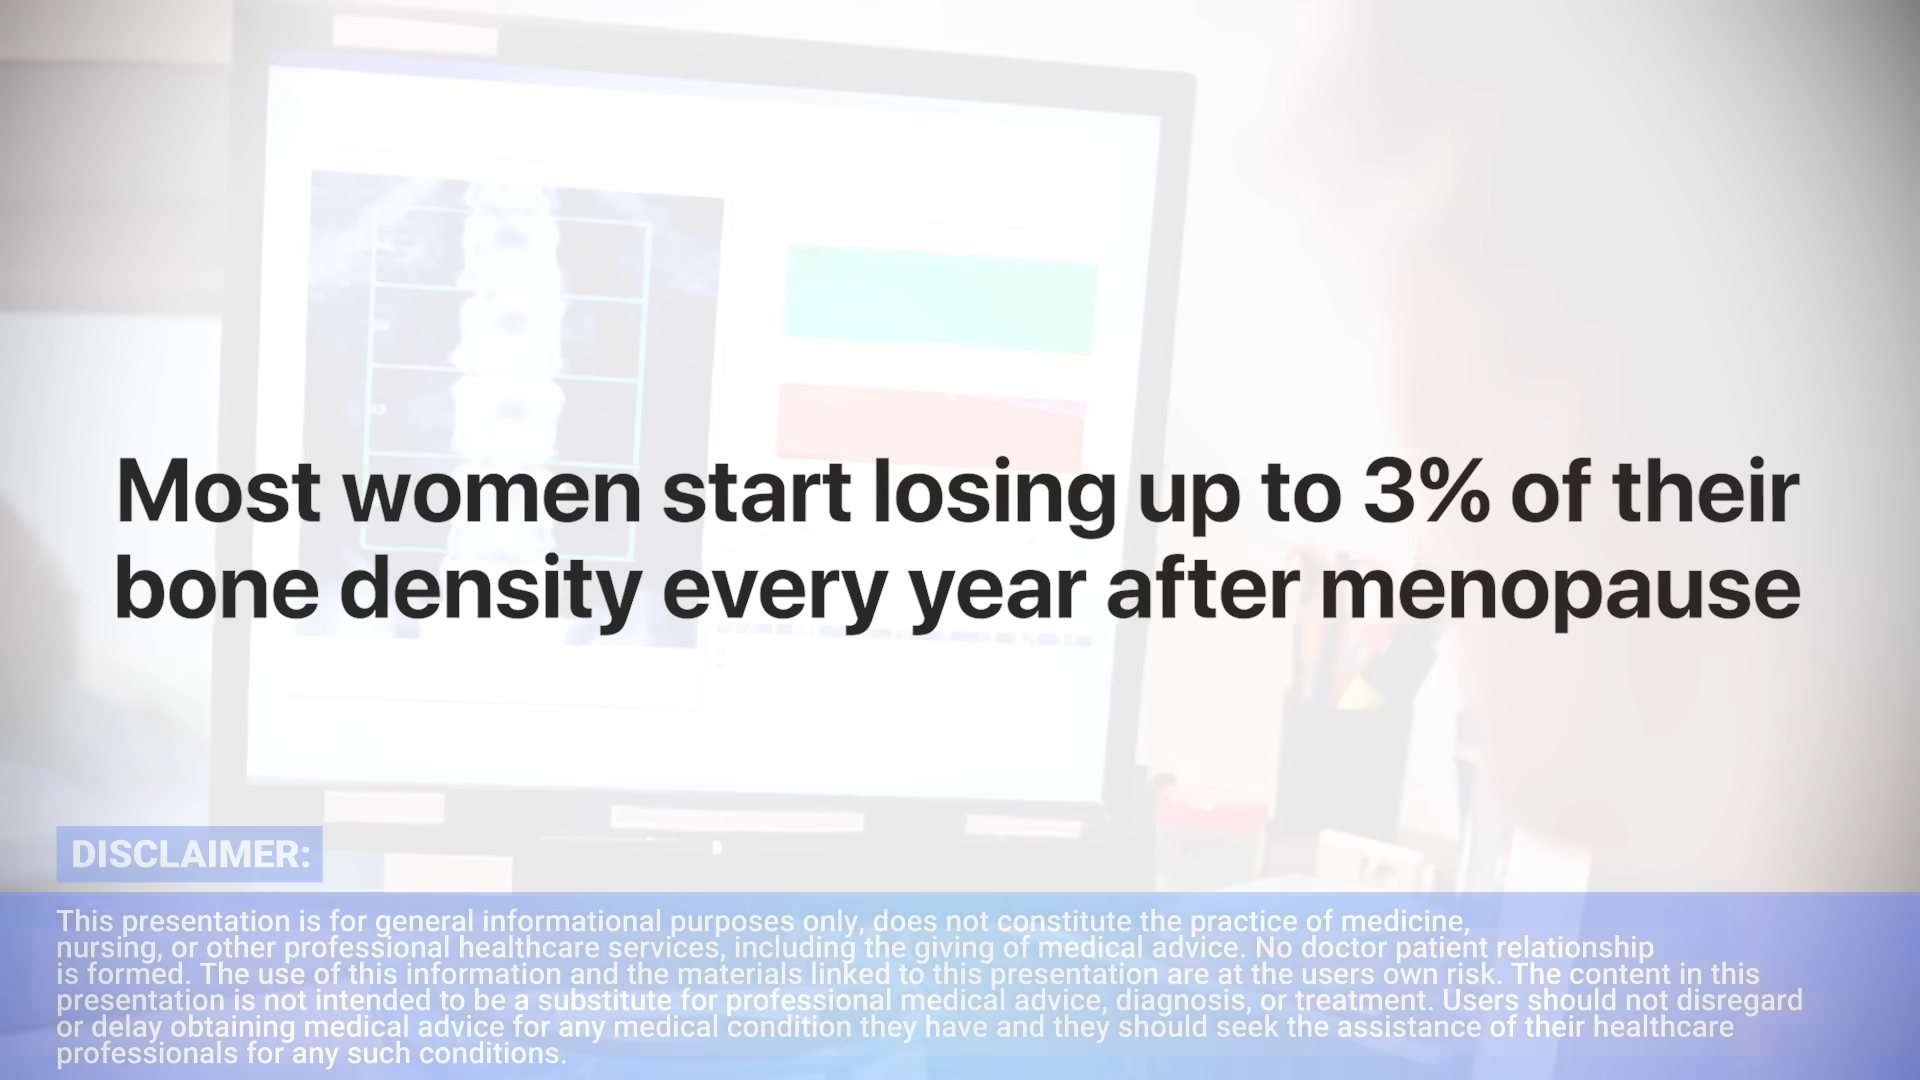 Most women start losing up to 3% of their
bone density every year after menopause
DISCLAIMER:
This presentation is for general informational purposes only, does not constitute the practice of medicine,
nursing, or other professional healthcare services, including the giving of medical advice. No doctor patient relationship
is formed. The use of this information and the materials linked to this presentation are at the users own risk. The content in this
presentation is not intended to be a substitute for professional medical advice, diagnosis, or treatment. Users should not disregard
or delay obtaining medical advice for any medical condition they have and they should seek the assistance of their healthcare
professionals for any such conditions.